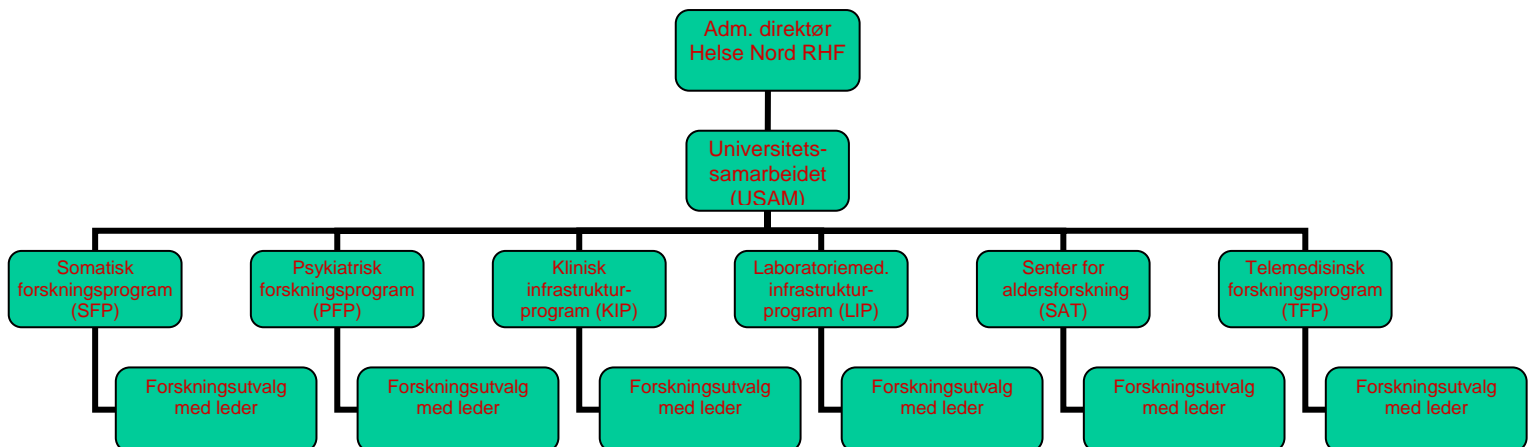 Adm. direktør
Helse Nord RHF
Universitets-
samarbeidet
(USAM)
Somatisk
forskningsprogram
(SFP)
Psykiatrisk
forskningsprogram
(PFP)
Klinisk
infrastruktur-
program (KIP)
Laboratoriemed.
infrastruktur-
program (LIP)
Senter for
aldersforskning
(SAT)
Telemedisinsk
forskningsprogram
(TFP)
Forskningsutvalg
med leder
Forskningsutvalg
med leder
Forskningsutvalg
med leder
Forskningsutvalg
med leder
Forskningsutvalg
med leder
Forskningsutvalg
med leder